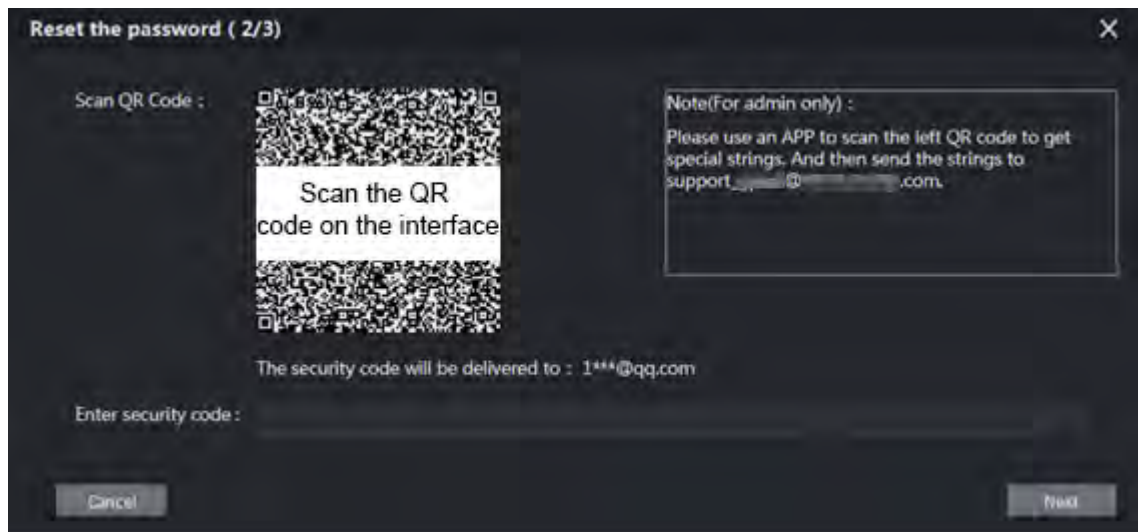 Reset the password ( 2/3)
Scan QR Code :
Scan the QR
code on the interface
Note(For admin only) :
Please use an APP to scan the left QR code to get
special strings. And then send the strings to
support_ @ .com.
The security code will be delivered to : 1***@qq.com
Enter security code :
Cancel
Next